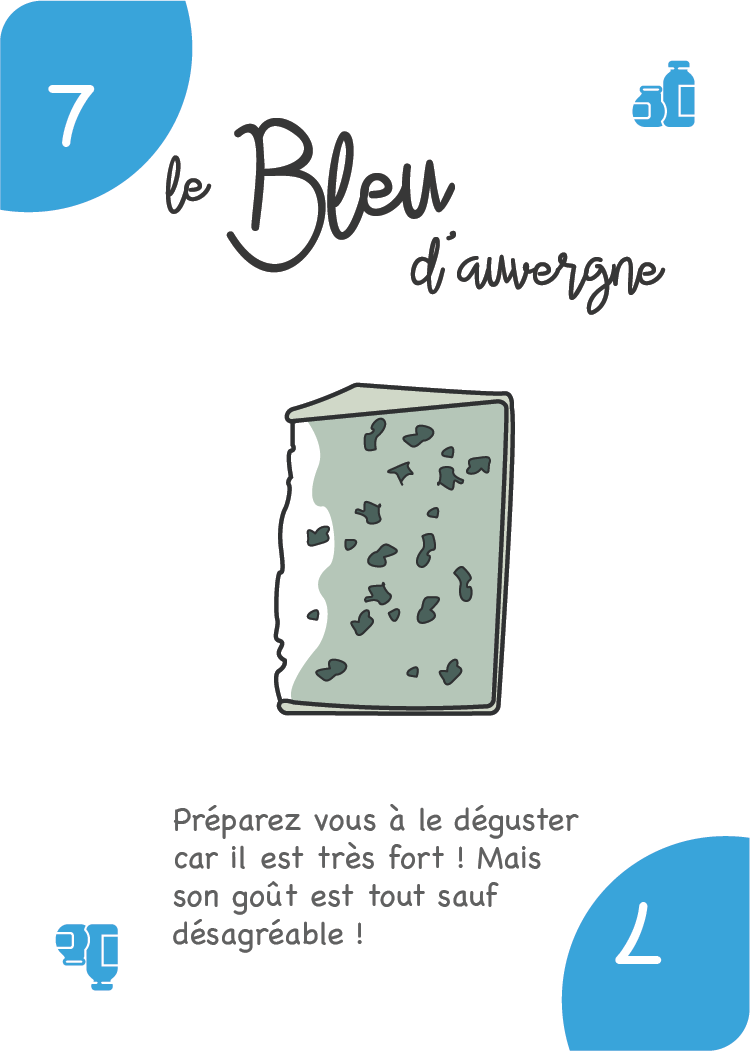 7
le Bleu
d'auvergne
Préparez vous à le déguster
car il est très fort ! Mais
son goût est tout sauf
désagréable !
7